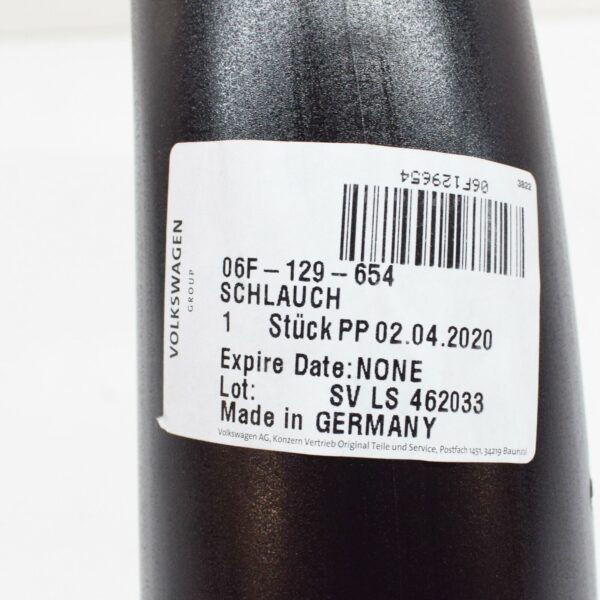 06F129654
3822
VOLKSWAGEN
GROUP
06F-129-654
SCHLAUCH
1 Stück PP 02.04.2020
Expire Date:NONE
Lot: SV LS 462033
Made in GERMANY
Volkswagen AG, Konzern Vertrieb Original Teile und Service, Postfach 1451, 34219